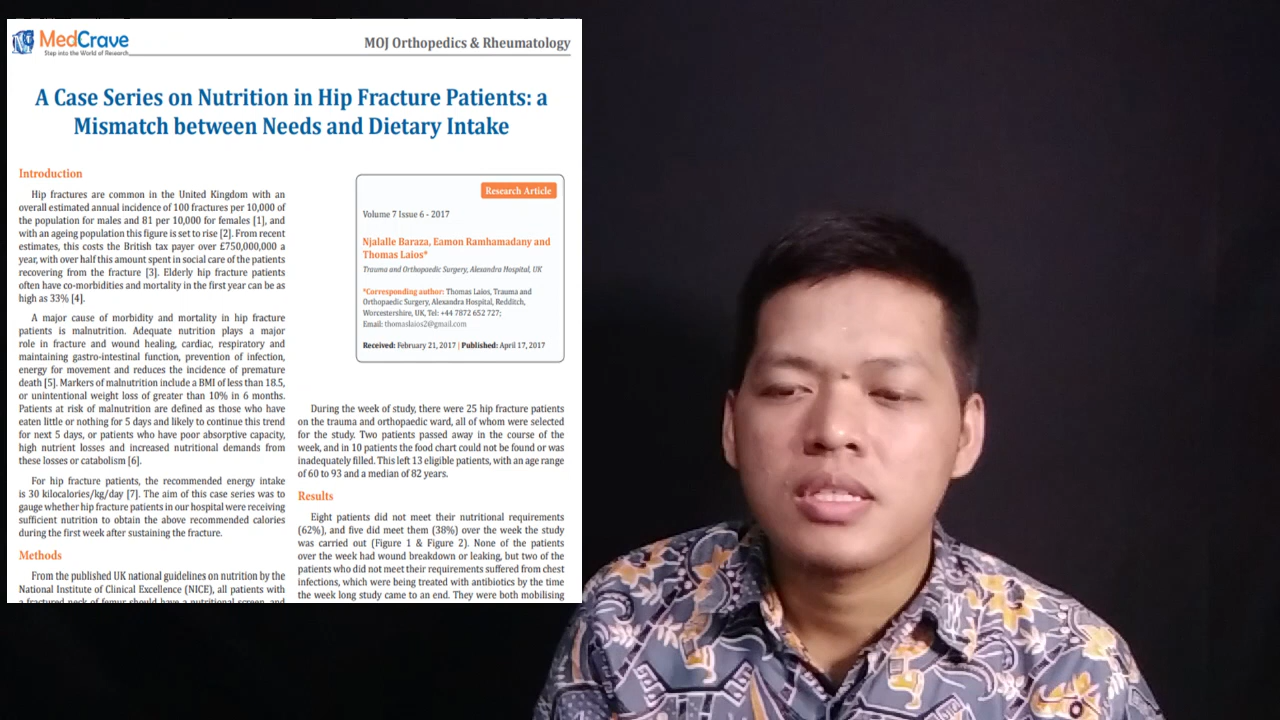 MedCrave
Step into the World of Research
MOJ Orthopedics & Rheumatology
A Case Series on Nutrition in Hip Fracture Patients: a
Mismatch between Needs and Dietary Intake
Introduction
Hip fractures are common in the United Kingdom with an
overall estimated annual incidence of 100 fractures per 10,000 of
the population for males and 81 per 10,000 for females [1], and
with an ageing population this figure is set to rise [2]. From recent
estimates, this costs the British tax payer over £750,000,000 a
year, with over half this amount spent in social care of the patients
recovering from the fracture [3]. Elderly hip fracture patients
often have co-morbidities and mortality in the first year can be as
high as 33% [4].
A major cause of morbidity and mortality in hip fracture
patients is malnutrition. Adequate nutrition plays a major
role in fracture and wound healing, cardiac, respiratory and
maintaining gastro-intestinal function, prevention of infection,
energy for movement and reduces the incidence of premature
death [5]. Markers of malnutrition include a BMI of less than 18.5,
or unintentional weight loss of greater than 10% in 6 months.
Patients at risk of malnutrition are defined as those who have
eaten little or nothing for 5 days and likely to continue this trend
for next 5 days, or patients who have poor absorptive capacity,
high nutrient losses and increased nutritional demands from
these losses or catabolism [6].
For hip fracture patients, the recommended energy intake
is 30 kilocalories/kg/day [7]. The aim of this case series was to
gauge whether hip fracture patients in our hospital were receiving
sufficient nutrition to obtain the above recommended calories
during the first week after sustaining the fracture.
Methods
From the published UK national guidelines on nutrition by the
National Institute of Clinical Excellence (NICE), all patients with
a fractured neck of femur should have a nutritional screen, and
Research Article
Volume 7 Issue 6 - 2017
Njalalle Baraza, Eamon Ramhamadany and
Thomas Laios*
Trauma and Orthopaedic Surgery, Alexandra Hospital, UK
*Corresponding author: Thomas Laios, Trauma and
Orthopaedic Surgery, Alexandra Hospital, Redditch,
Worcestershire, UK, Tel: +44 7872 652 727;
Email: thomaslaios2@gmail.com
Received: February 21, 2017 | Published: April 17, 2017
During the week of study, there were 25 hip fracture patients
on the trauma and orthopaedic ward, all of whom were selected
for the study. Two patients passed away in the course of the
week, and in 10 patients the food chart could not be found or was
inadequately filled. This left 13 eligible patients, with an age range
of 60 to 93 and a median of 82 years.
Results
Eight patients did not meet their nutritional requirements
(62%), and five did meet them (38%) over the week the study
was carried out (Figure 1 & Figure 2). None of the patients
over the week had wound breakdown or leaking, but two of the
patients who did not meet their requirements suffered from chest
infections, which were being treated with antibiotics by the time
the week long study came to an end. They were both mobilising